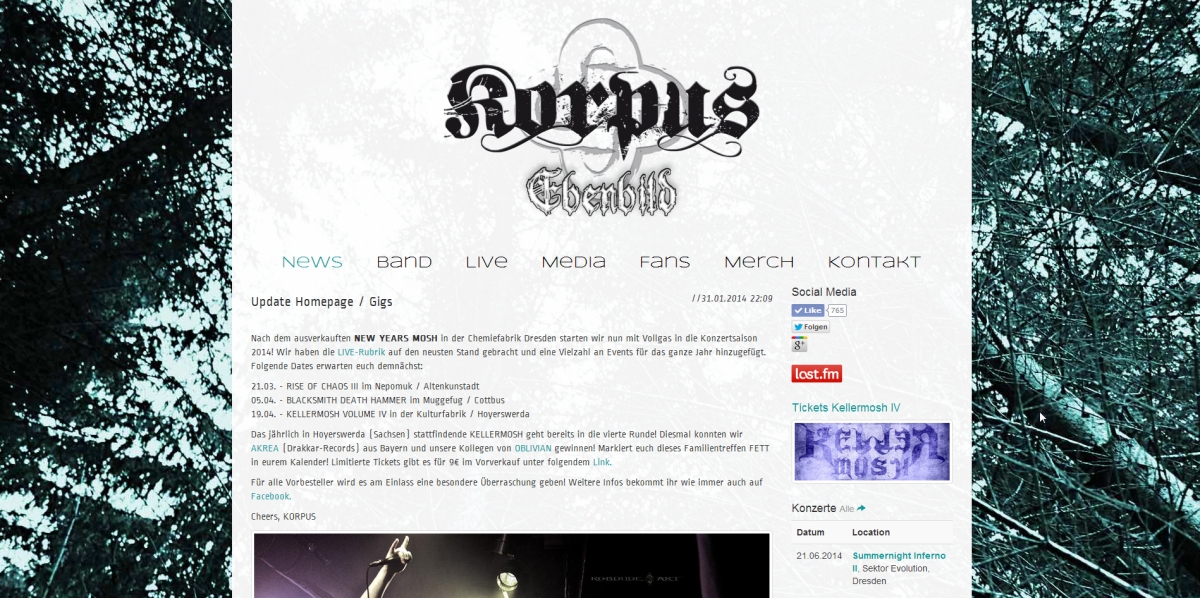 Korpus
Ebenbild
News Band Live Media Fans Merch Kontakt
Update Homepage / Gigs
//31.01.2014 22:09
Nach dem ausverkauften NEW YEARS MOSH in der Chemiefabrik Dresden starten wir nun mit Vollgas in die Konzertsaison
2014! Wir haben die LIVE-Rubrik auf den neusten Stand gebracht und eine Vielzahl an Events für das ganze Jahr hinzugefügt.
Folgende Dates erwarten euch demnächst:
21.03. - RISE OF CHAOS III im Nepomuk / Altenkunstadt
05.04. - BLACKSMITH DEATH HAMMER im Muggefug / Cottbus
19.04. - KELLERMOSH VOLUME IV in der Kulturfabrik / Hoyerswerda
Das jährlich in Hoyerswerda (Sachsen) stattfindende KELLERMOSH geht bereits in die vierte Runde! Diesmal konnten wir
AKREA (Drakkar-Records) aus Bayern und unsere Kollegen von OBLIVIAN gewinnen! Markiert euch dieses Familientreffen FETT
in eurem Kalender! Limitierte Tickets gibt es für 9€ im Vorverkauf unter folgendem Link.
Für alle Vorbesteller wird es am Einlass eine besondere Überraschung geben! Weitere Infos bekommt ihr wie immer auch auf
Facebook.
Cheers, KORPUS
Social Media
Like 765
Folgen
g+
last.fm
Tickets Kellermosh IV
KELLER
MOSH
Konzerte Alle
Datum Location
21.06.2014 Summernight Inferno
II, Sektor Evolution,
Dresden